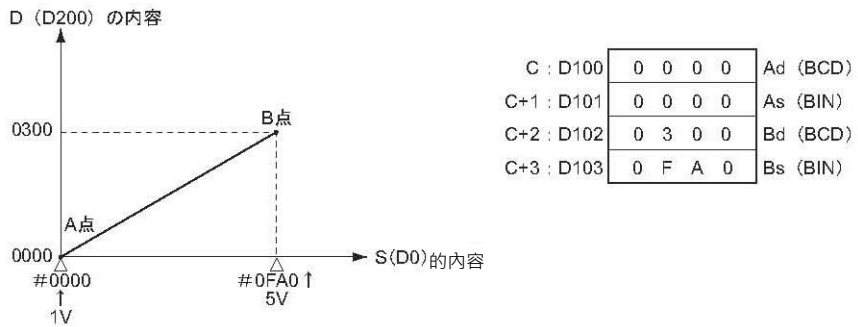 D（D200）の内容
B点
0300
A点
0000
S(D0)的內容
#0000
#0FA0↑
↑
5V
1V
C：D100 0 0 0 0 Ad（BCD）
C+1：D101 0 0 0 0 As（BIN）
C+2：D102 0 3 0 0 Bd（BCD）
C+3：D103 0 F A 0 Bs（BIN）